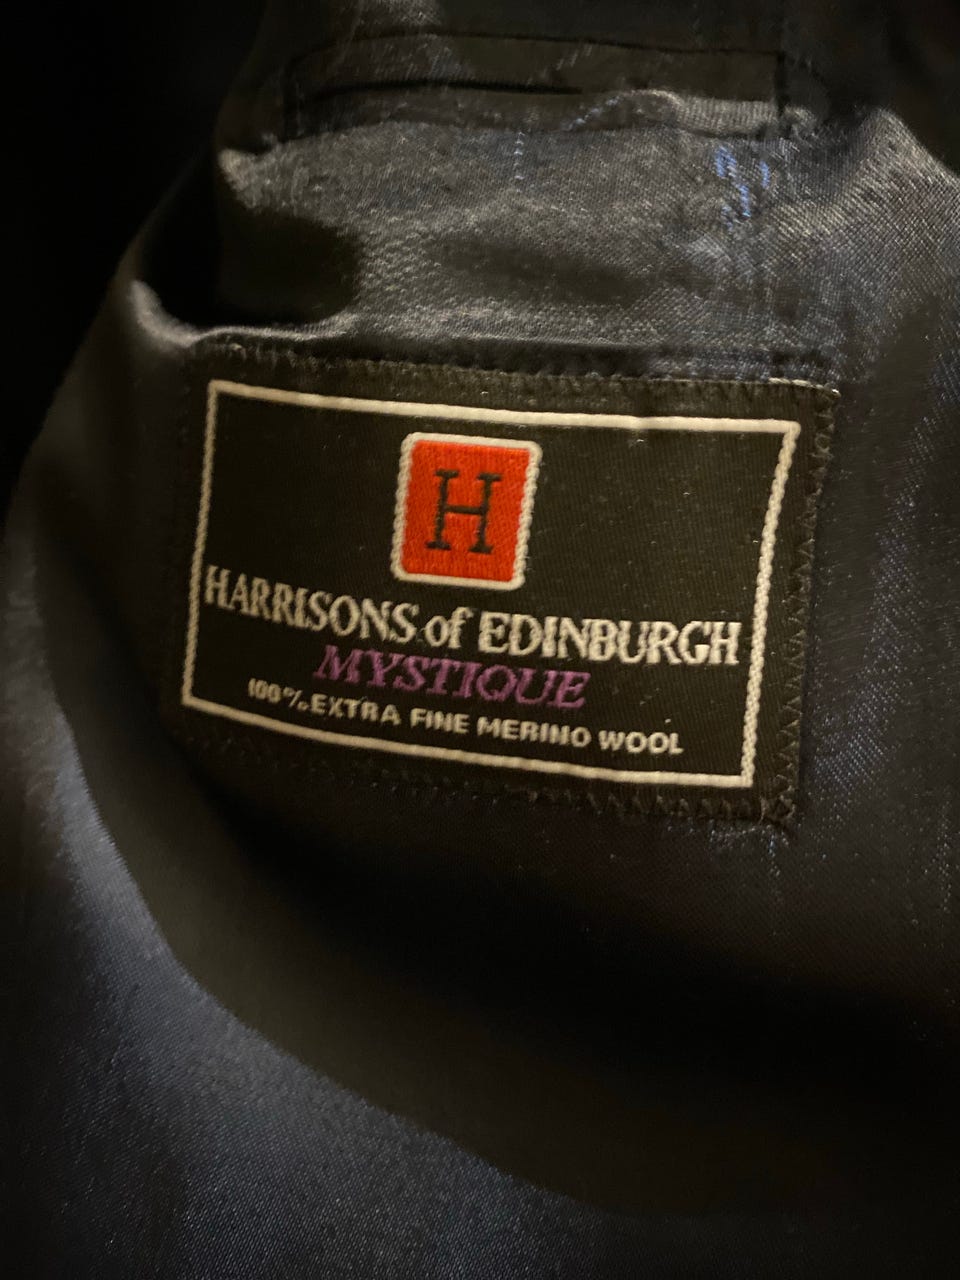 H
HARRISONS of EDINBURGH
MYSTIQUE
100% EXTRA FINE MERINO WOOL